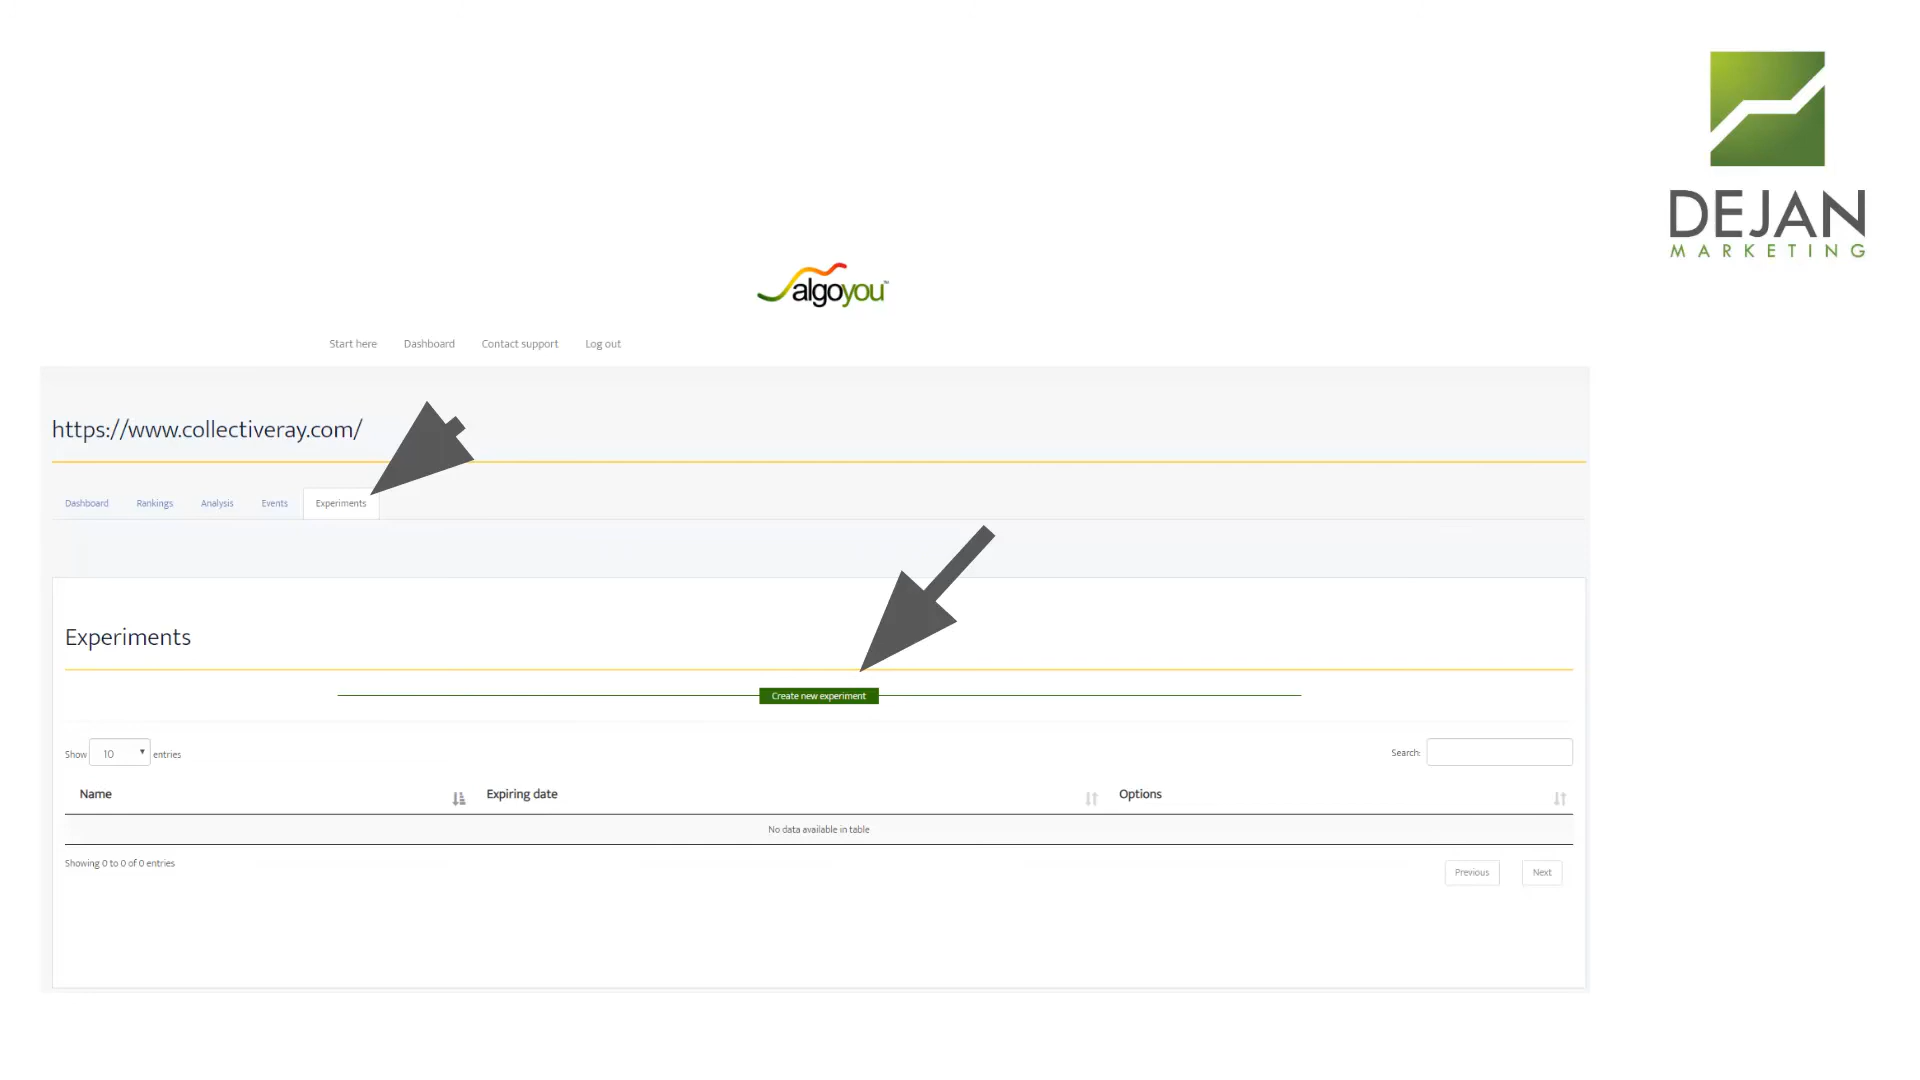 DEJAN
MARKETING
algoyou™
Start here Dashboard Contact support Log out
https://www.collectiveray.com/
Dashboard Rankings Analysis Events Experiments
Experiments
Create new experiment
Show 10 entries Search:
Name Expiring date Options
No data available in table
Showing 0 to 0 of 0 entries
Previous Next